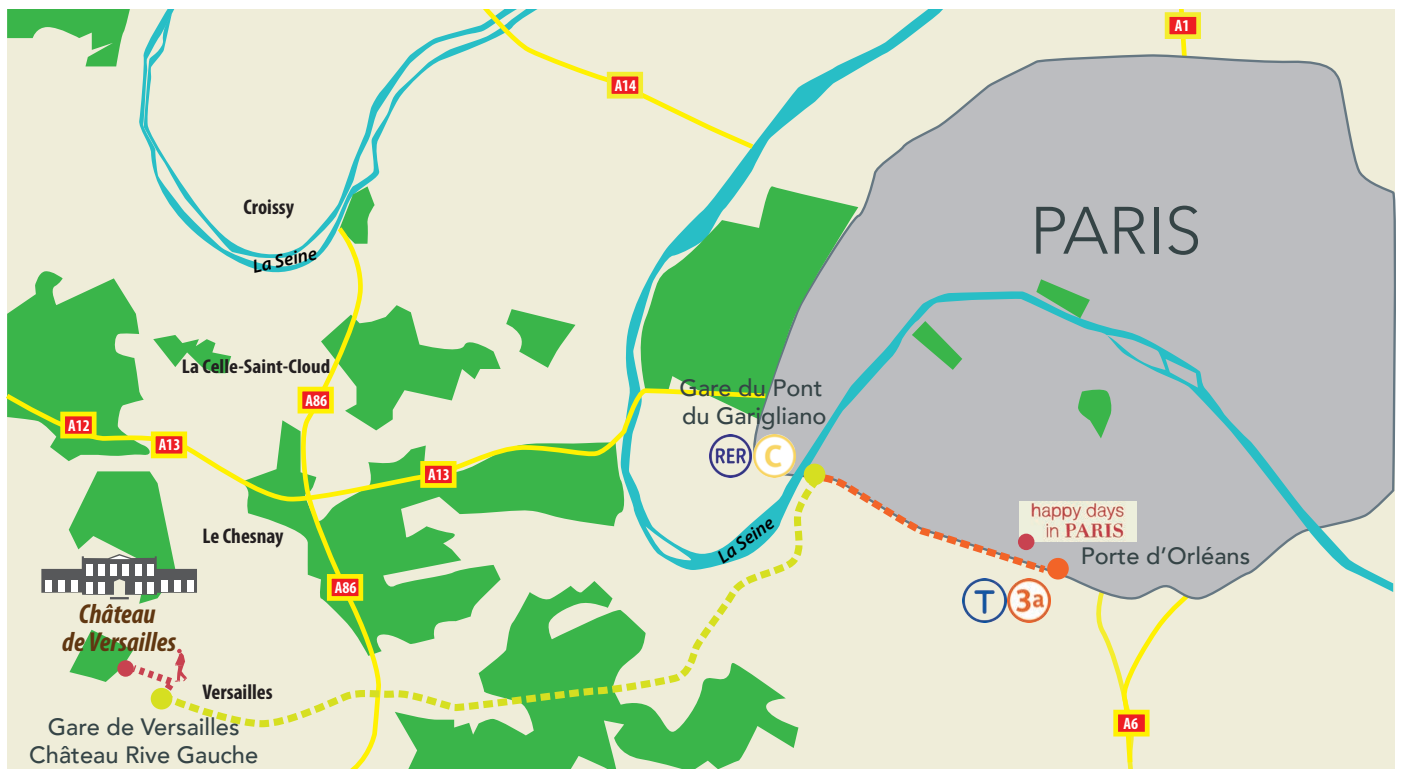 A1
A14
Croissy
La Seine
PARIS
La Celle-Saint-Cloud
A86
Gare du Pont
du Garigliano
RER C
A12
A13
A13
Le Chesnay
La Seine
happy days
in PARIS
Porte d'Orléans
T 3a
A86
Château
de Versailles
Versailles
Gare de Versailles
Château Rive Gauche
A6